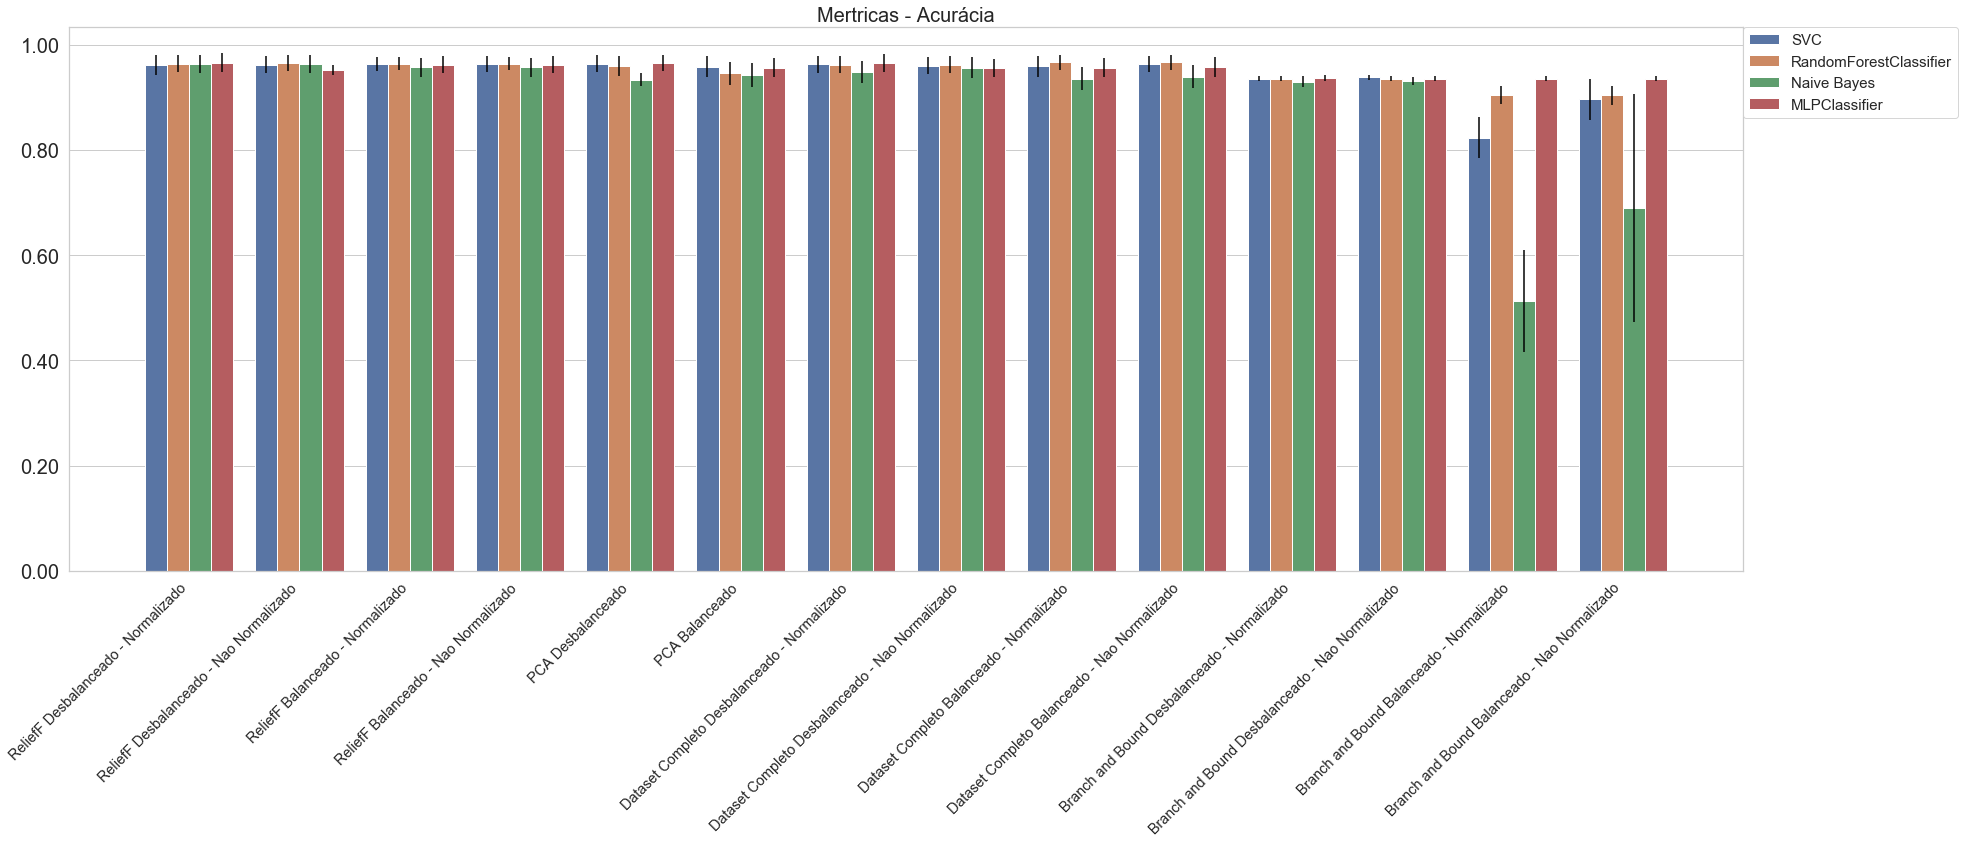 Mertricas - Acurácia
SVC
RandomForestClassifier
Naive Bayes
MLPClassifier
1.00
0.80
0.60
0.40
0.20
0.00
ReliefF Desbalanceado - Normalizado
ReliefF Desbalanceado - Nao Normalizado
ReliefF Balanceado - Normalizado
ReliefF Balanceado - Nao Normalizado
PCA Desbalanceado
PCA Balanceado
Dataset Completo Desbalanceado - Normalizado
Dataset Completo Desbalanceado - Nao Normalizado
Dataset Completo Balanceado - Normalizado
Dataset Completo Balanceado - Nao Normalizado
Branch and Bound Desbalanceado - Normalizado
Branch and Bound Desbalanceado - Nao Normalizado
Branch and Bound Balanceado - Normalizado
Branch and Bound Balanceado - Nao Normalizado